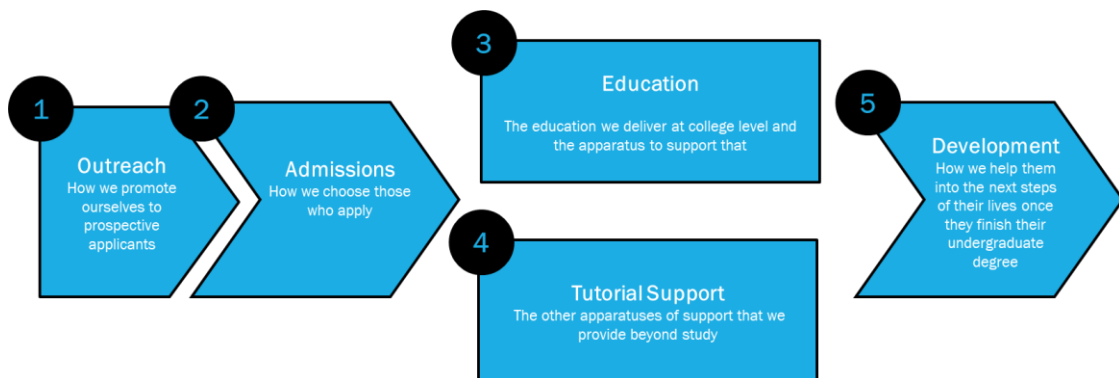 1
Outreach
How we promote
ourselves to
prospective
applicants
2
Admissions
How we choose those
who apply
3
Education
The education we deliver at college level and
the apparatus to support that
4
Tutorial Support
The other apparatuses of support that we
provide beyond study
5
Development
How we help them
into the next steps
of their lives once
they finish their
undergraduate
degree